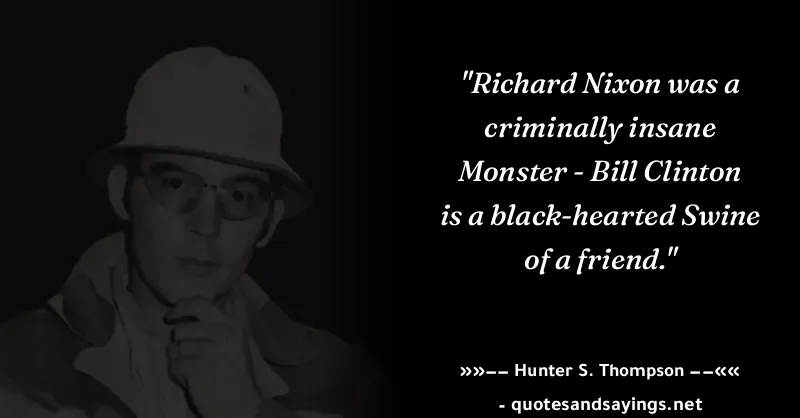 "Richard Nixon was a
criminally insane
Monster - Bill Clinton
is a black-hearted Swine
of a friend."
»»−− Hunter S. Thompson −−««
- quotesandsayings.net